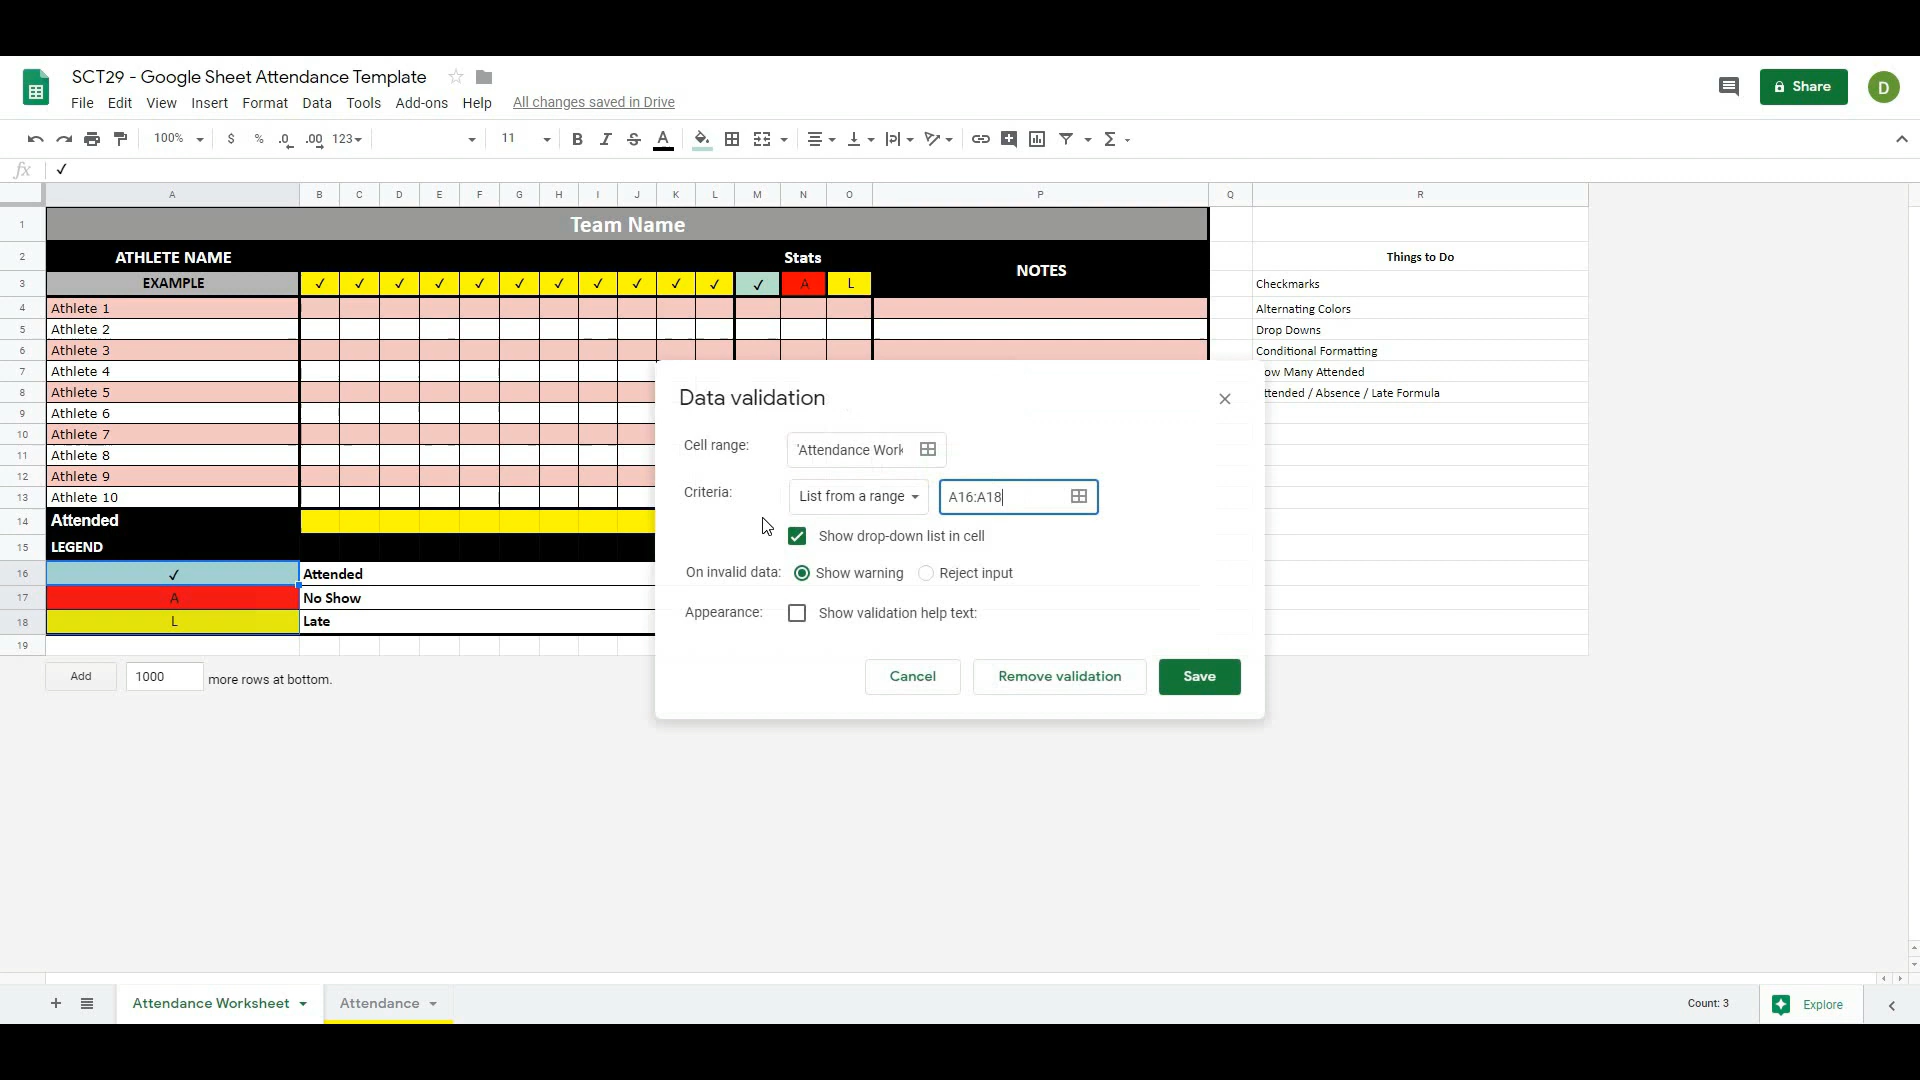 SCT29 - Google Sheet Attendance Template
File Edit View Insert Format Data Tools Add-ons Help All changes saved in Drive
Share
D
100% $ % .0 .00 123 11 B I S A Σ
fx ✓
A B C D E F G H I J K L M N O P Q R
1 Team Name
2 ATHLETE NAME Stats NOTES Things to Do
3 EXAMPLE ✓ ✓ ✓ ✓ ✓ ✓ ✓ ✓ ✓ ✓ ✓ ✓ A L Checkmarks
4 Athlete 1 Alternating Colors
5 Athlete 2 Drop Downs
6 Athlete 3 Conditional Formatting
7 Athlete 4 ow Many Attended
8 Athlete 5 ttended / Absence / Late Formula
9 Athlete 6
10 Athlete 7
11 Athlete 8
12 Athlete 9
13 Athlete 10
14 Attended
15 LEGEND
16 ✓ Attended
17 A No Show
18 L Late
19
Add 1000 more rows at bottom.
Data validation
Cell range: 'Attendance Work
Criteria: List from a range A16:A18
Show drop-down list in cell
On invalid data: Show warning Reject input
Appearance: Show validation help text:
Cancel Remove validation Save
Attendance Worksheet Attendance Count: 3 Explore